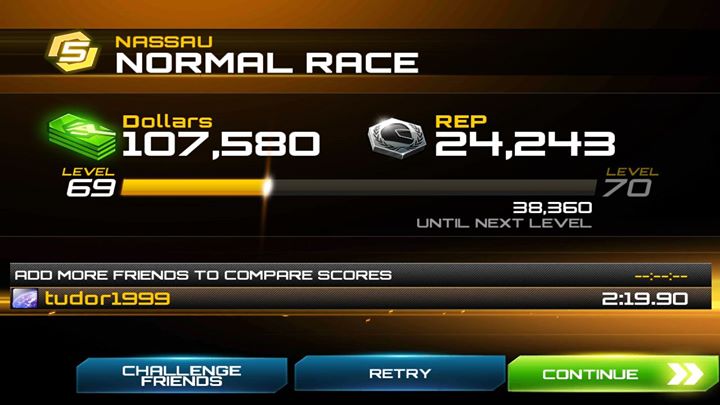 S
NASSAU
NORMAL RACE
Dollars
107,580
REP
24,243
LEVEL
69
LEVEL
70
38,360
UNTIL NEXT LEVEL
ADD MORE FRIENDS TO COMPARE SCORES
--:--:--
tudor1999
2:19.90
CHALLENGE
FRIENDS
RETRY
CONTINUE